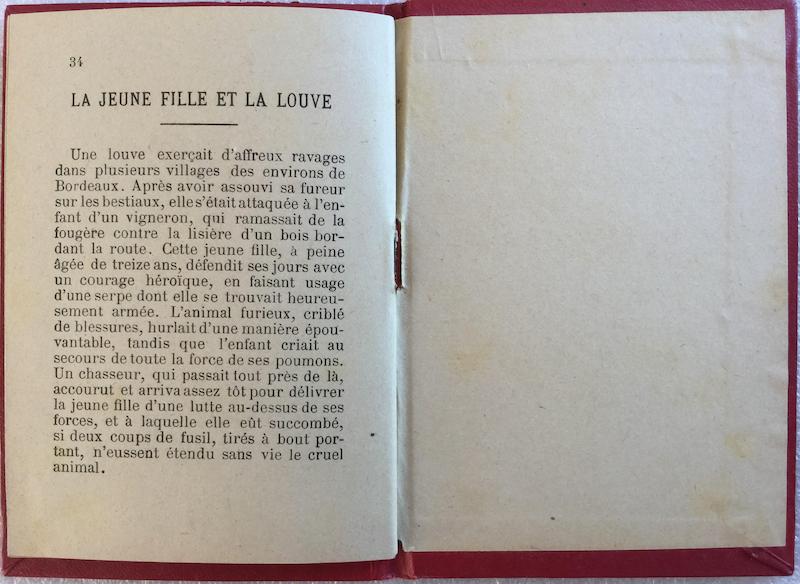 34
LA JEUNE FILLE ET LA LOUVE
Une louve exerçait d'affreux ravages
dans plusieurs villages des environs de
Bordeaux. Après avoir assouvi sa fureur
sur les bestiaux, elle s'était attaquée à l'en-
fant d'un vigneron, qui ramassait de la
fougère contre la lisière d'un bois bor-
dant la route. Cette jeune fille, à peine
âgée de treize ans, défendit ses jours avec
un courage héroïque, en faisant usage
d'une serpe dont elle se trouvait heureu-
sement armée. L'animal furieux, criblé
de blessures, hurlait d'une manière épou-
vantable, tandis que l'enfant criait au
secours de toute la force de ses poumons.
Un chasseur, qui passait tout près de là,
accourut et arriva assez tôt pour délivrer
la jeune fille d'une lutte au-dessus de ses
forces, et à laquelle elle eût succombé,
si deux coups de fusil, tirés à bout por-
tant, n'eussent étendu sans vie le cruel
animal.